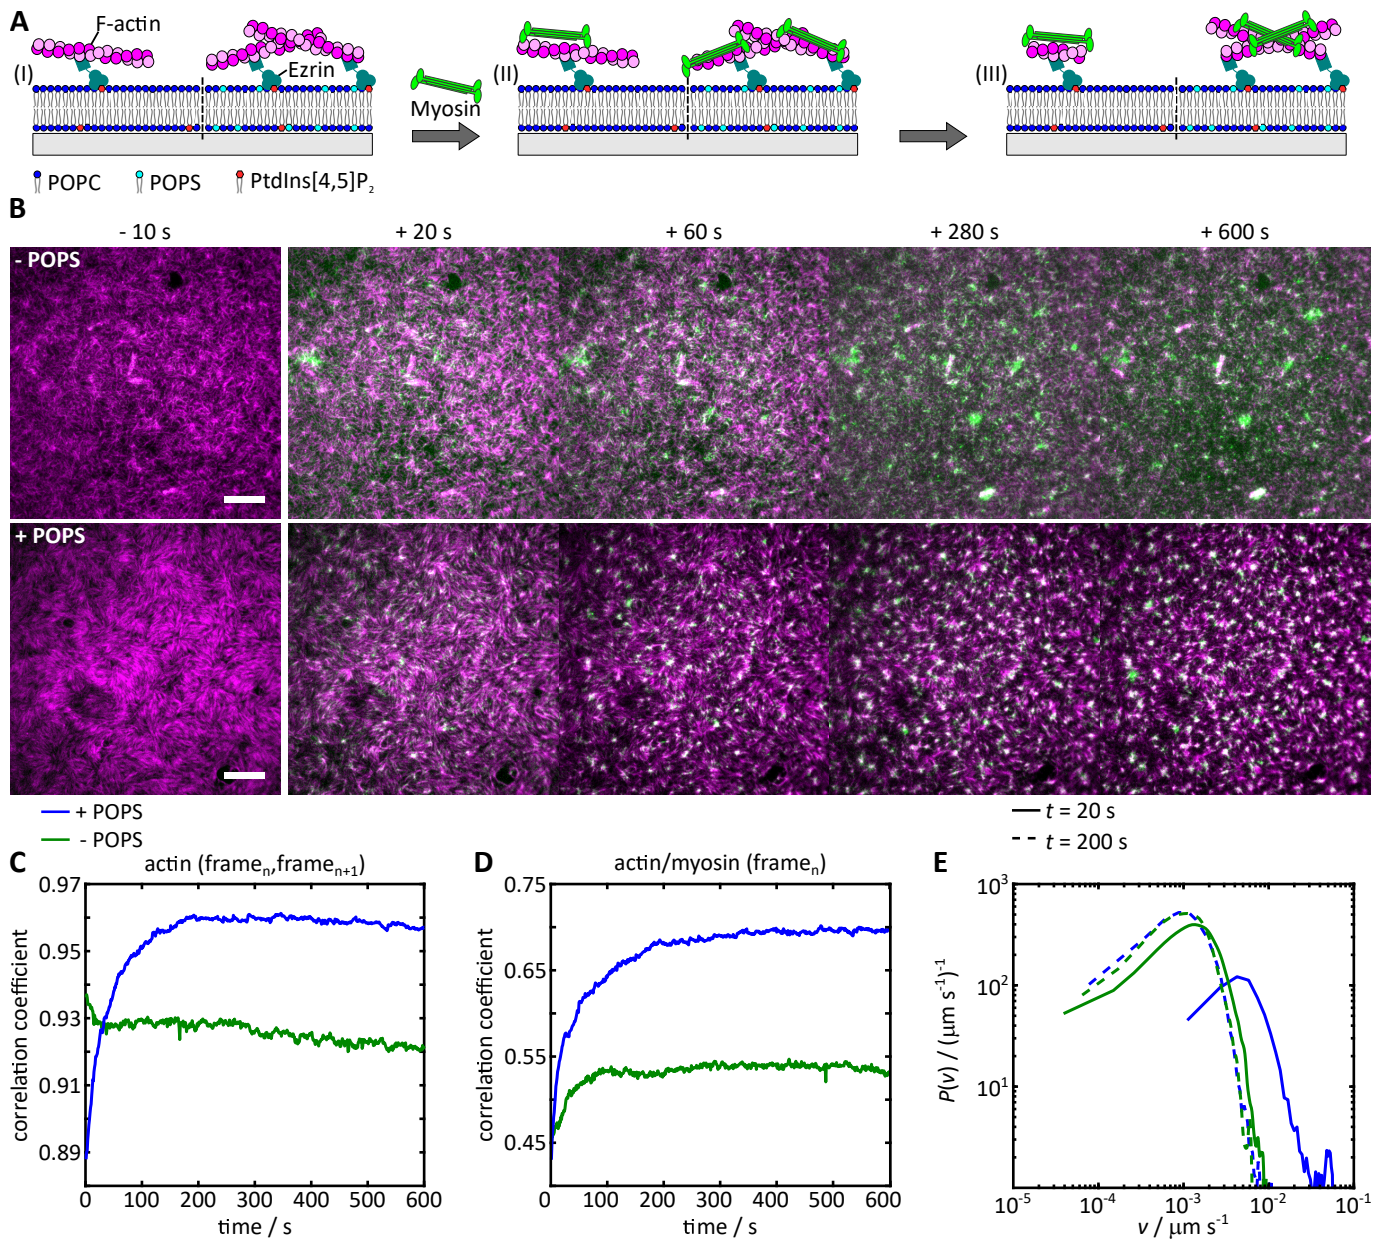 A
F-actin
(I)
Ezrin
Myosin
(II)
(III)
POPC
POPS
PtdIns[4,5]P₂
B
- 10 s
+ 20 s
+ 60 s
+ 280 s
+ 600 s
- POPS
+ POPS
+ POPS
- POPS
t = 20 s
t = 200 s
C
actin (frameₙ,frameₙ₊₁)
0.97
0.95
0.93
0.91
0.89
correlation coefficient
0 100 200 300 400 500 600
time / s
D
actin/myosin (frameₙ)
0.75
0.65
0.55
0.45
correlation coefficient
0 100 200 300 400 500 600
time / s
E
10³
10²
10¹
P(v) / (μm s⁻¹)⁻¹
10⁻⁵ 10⁻⁴ 10⁻³ 10⁻² 10⁻¹
v / μm s⁻¹